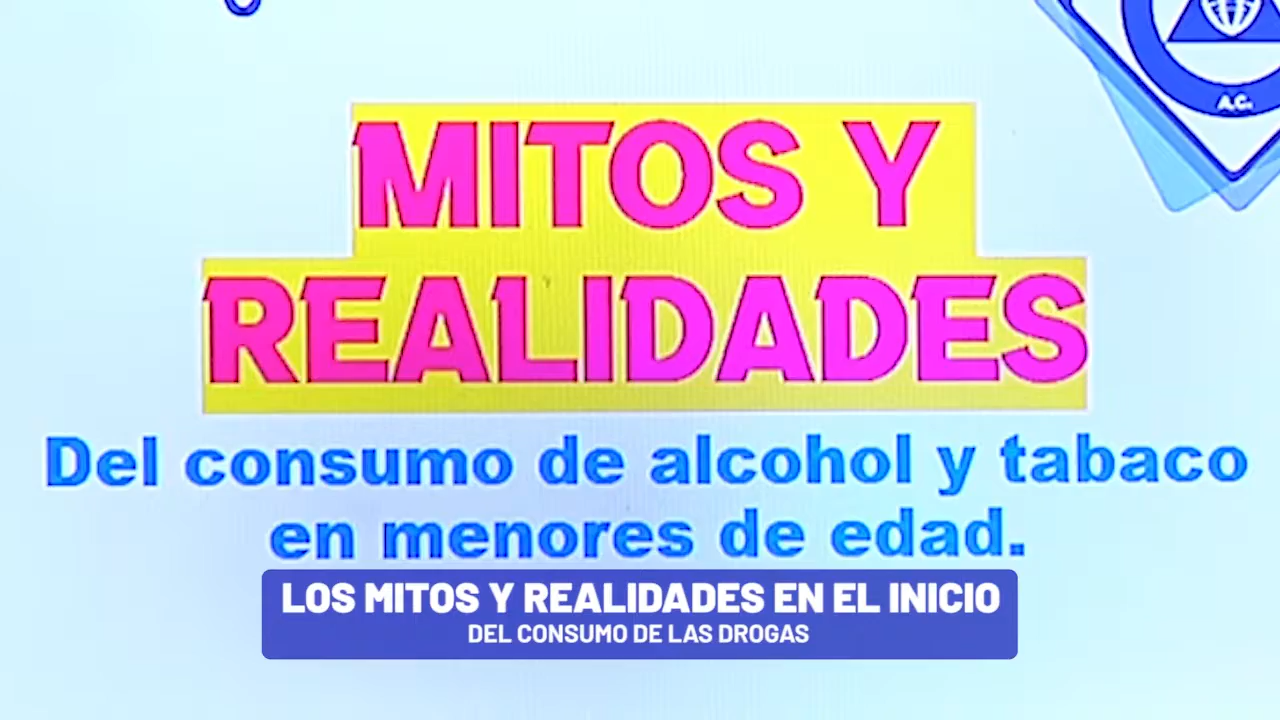 A.C.
MITOS Y
REALIDADES
Del consumo de alcohol y tabaco
en menores de edad.
LOS MITOS Y REALIDADES EN EL INICIO
DEL CONSUMO DE LAS DROGAS